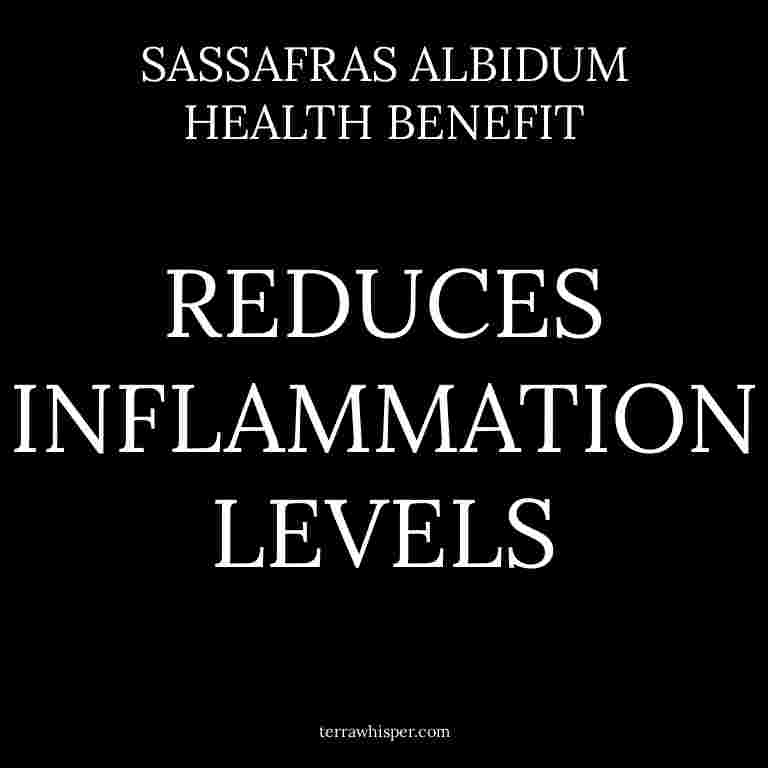 SASSAFRAS ALBIDUM
HEALTH BENEFIT
REDUCES
INFLAMMATION
LEVELS
terrawhisper.com